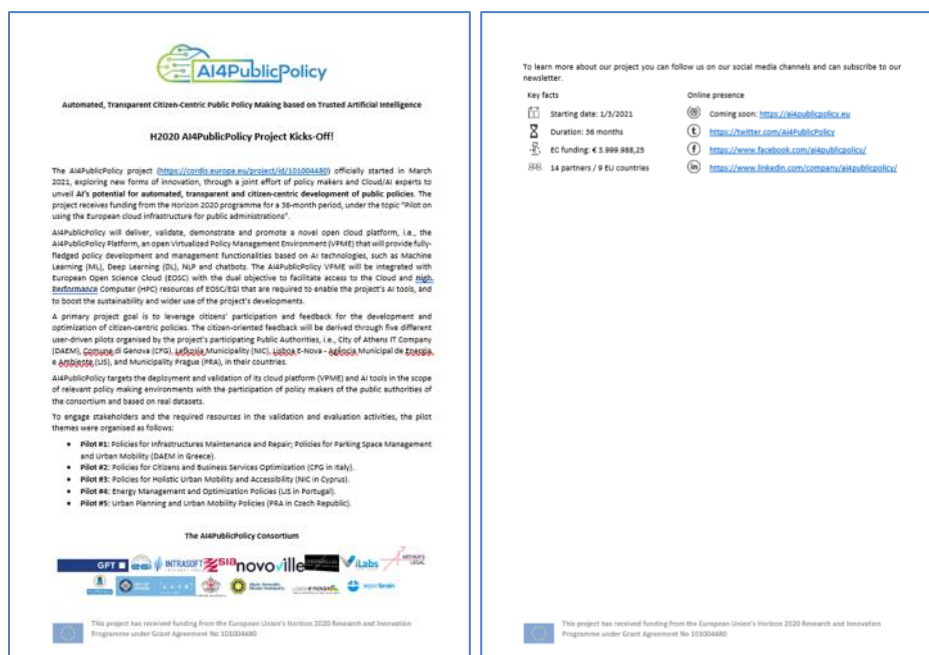 AI4PublicPolicy
Automated, Transparent Citizen-Centric Public Policy Making based on Trusted Artificial Intelligence
H2020 AI4PublicPolicy Project Kicks-Off!
The AI4PublicPolicy project (https://cordis.europa.eu/project/id/101004480) officially started in March
2021, exploring new forms of innovation, through a joint effort of policy makers and Cloud/AI experts to
unveil AI's potential for automated, transparent and citizen-centric development of public policies. The
project receives funding from the Horizon 2020 programme for a 36-month period, under the topic "Pilot on
using the European cloud infrastructure for public administrations".
AI4PublicPolicy will deliver, validate, demonstrate and promote a novel open cloud platform, i.e., the
AI4PublicPolicy Platform, an open Virtualized Policy Management Environment (VPME) that will provide fully-
fledged policy development and management functionalities based on AI technologies, such as Machine
Learning (ML), Deep Learning (DL), NLP and chatbots. The AI4PublicPolicy VPME will be integrated with
European Open Science Cloud (EOSC) with the dual objective to facilitate access to the Cloud and High
Performance Computer (HPC) resources of EOSC/EGI that are required to enable the project's AI tools, and
to boost the sustainability and wider use of the project's developments.
A primary project goal is to leverage citizens' participation and feedback for the development and
optimization of citizen-centric policies. The citizen-oriented feedback will be derived through five different
user-driven pilots organised by the project's participating Public Authorities, i.e., City of Athens IT Company
(DAEM), Comune di Genova (CFG), Lefkosia Municipality (NIC), Lisboa E-Nova - Agência Municipal de Energia
e Ambiente (LIS), and Municipality Prague (PRA), in their countries.
AI4PublicPolicy targets the deployment and validation of its cloud platform (VPME) and AI tools in the scope
of relevant policy making environments with the participation of policy makers of the public authorities of
the consortium and based on real datasets.
To engage stakeholders and the required resources in the validation and evaluation activities, the pilot
themes were organised as follows:
• Pilot #1: Policies for Infrastructures Maintenance and Repair; Policies for Parking Space Management
and Urban Mobility (DAEM in Greece).
• Pilot #2: Policies for Citizens and Business Services Optimization (CFG in Italy).
• Pilot #3: Policies for Holistic Urban Mobility and Accessibility (NIC in Cyprus).
• Pilot #4: Energy Management and Optimization Policies (LIS in Portugal).
• Pilot #5: Urban Planning and Urban Mobility Policies (PRA in Czech Republic).
The AI4PublicPolicy Consortium
GFT
INTRASOFT
novoville
iLabs
ARTHUR'S LEGAL
This project has received funding from the European Union's Horizon 2020 Research and Innovation
Programme under Grant Agreement No 101004480
To learn more about our project you can follow us on our social media channels and can subscribe to our
newsletter.
Key facts
Starting date: 1/3/2021
Duration: 36 months
EC funding: € 3.999.988,25
14 partners / 9 EU countries
Online presence
Coming soon: https://ai4publicpolicy.eu
https://twitter.com/AI4PublicPolicy
https://www.facebook.com/ai4publicpolicy/
https://www.linkedin.com/company/ai4publicpolicy/
This project has received funding from the European Union's Horizon 2020 Research and Innovation
Programme under Grant Agreement No 101004480